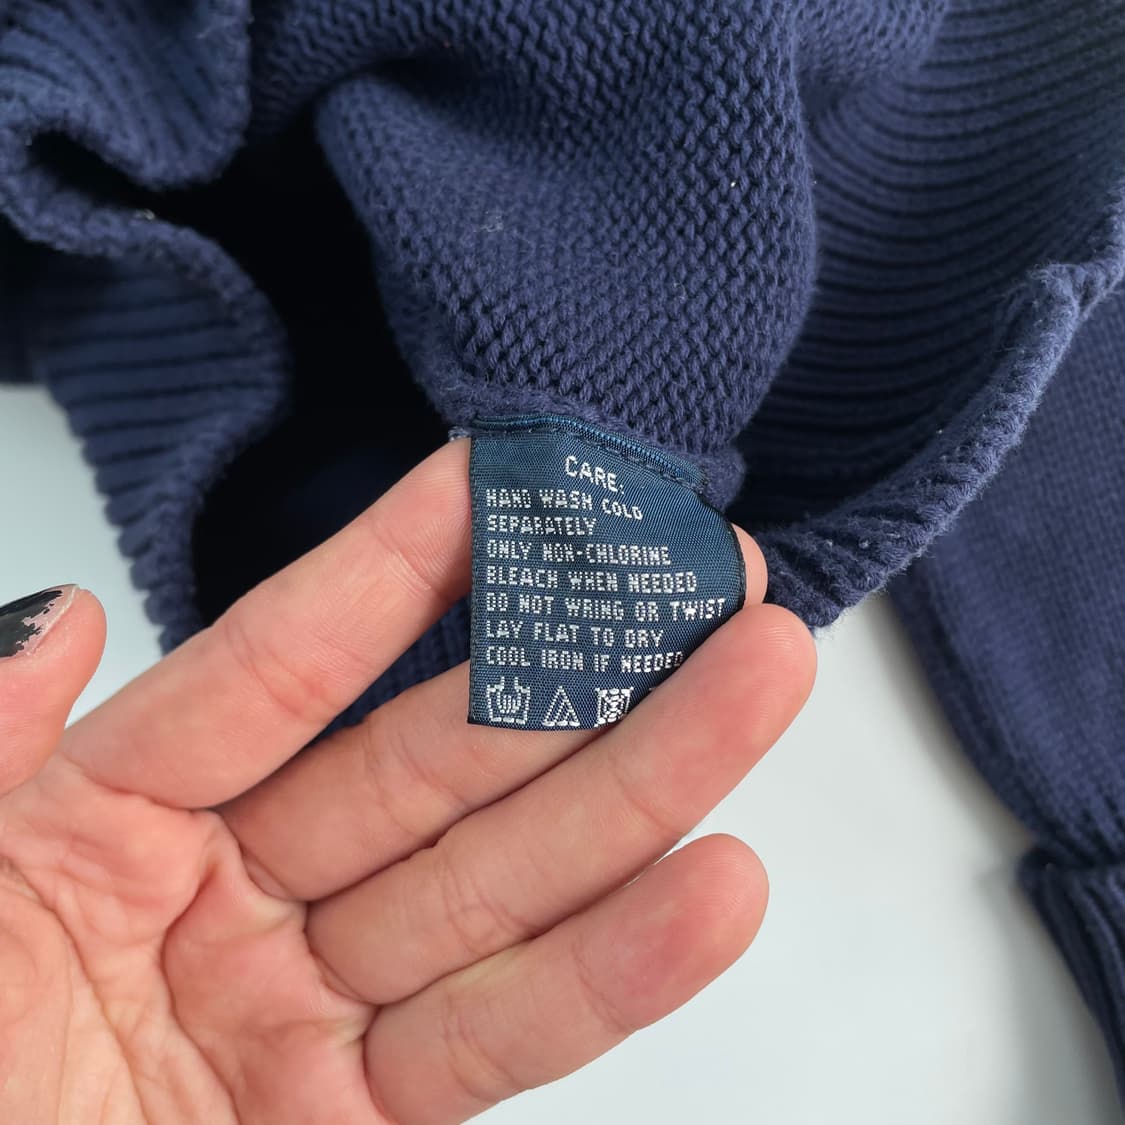 CARE:
HAND WASH COLD
SEPARATELY
ONLY NON-CHLORINE
BLEACH WHEN NEEDED
DO NOT WRING OR TWIST
LAY FLAT TO DRY
COOL IRON IF NEEDED